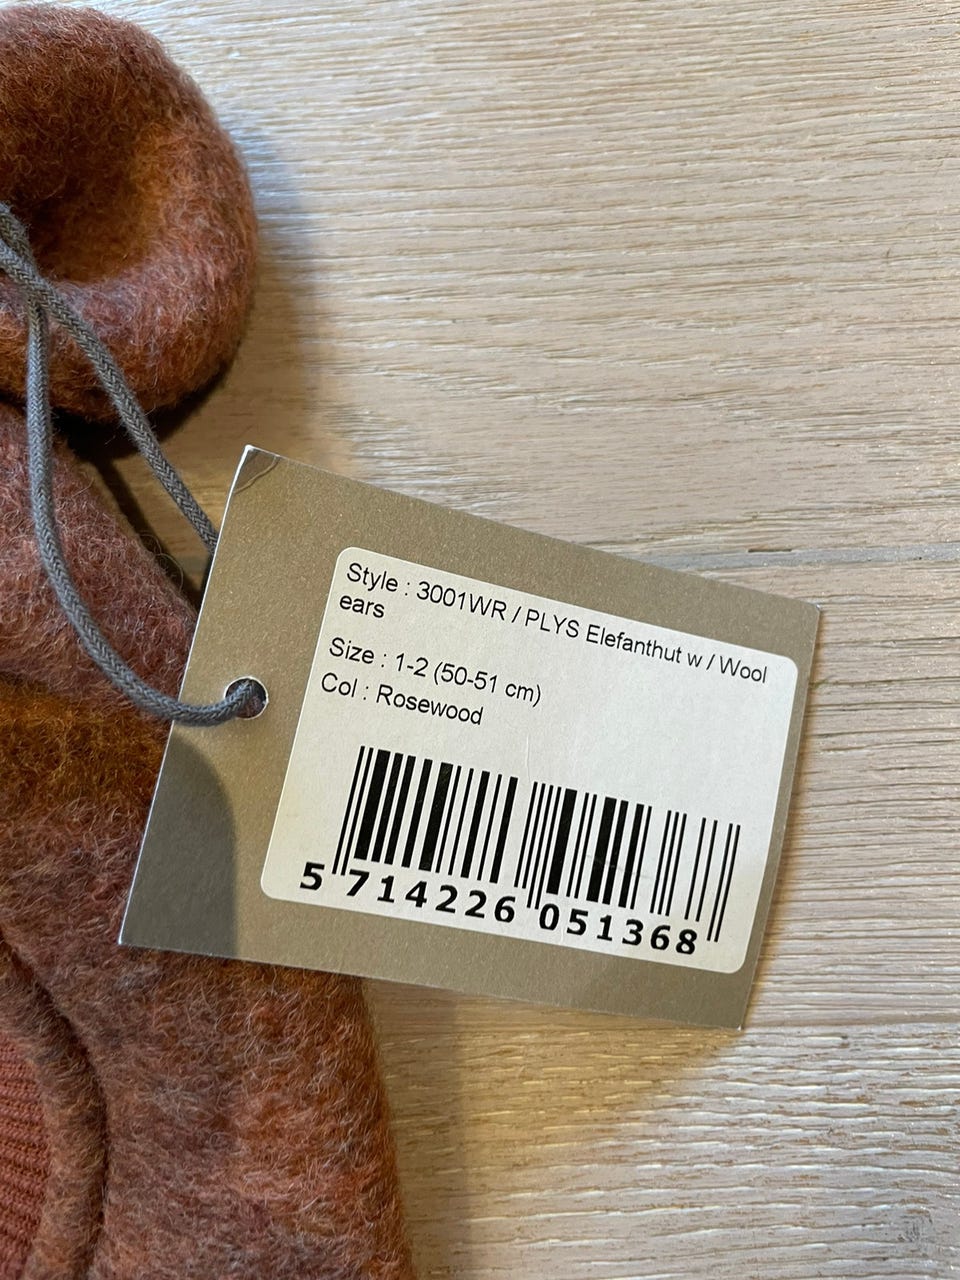 Style : 3001WR / PLYS Elefanthut w / Wool
ears
Size : 1-2 (50-51 cm)
Col : Rosewood
5 714226 051368